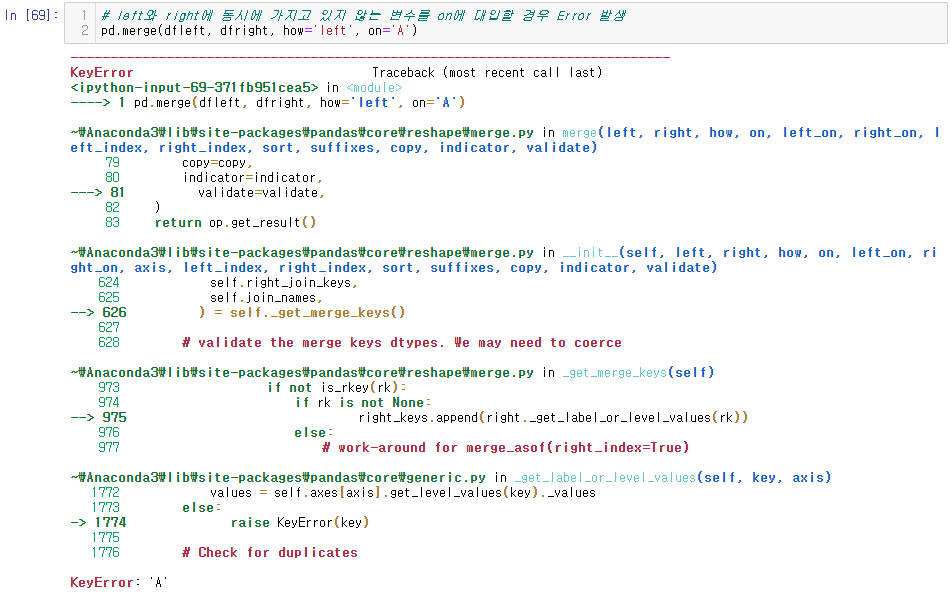 In [69]:
1 # left와 right에 동시에 가지고 있지 않는 변수를 on에 대입할 경우 Error 발생
2 pd.merge(dfleft, dfright, how='left', on='A')
---------------------------------------------------------------------------
KeyError                                  Traceback (most recent call last)
<ipython-input-69-371fb951cea5> in <module>
----> 1 pd.merge(dfleft, dfright, how='left', on='A')
~₩Anaconda3₩lib₩site-packages₩pandas₩core₩reshape₩merge.py in merge(left, right, how, on, left_on, right_on, l
eft_index, right_index, sort, suffixes, copy, indicator, validate)
79         copy=copy,
80         indicator=indicator,
---> 81         validate=validate,
82     )
83     return op.get_result()
~₩Anaconda3₩lib₩site-packages₩pandas₩core₩reshape₩merge.py in __init__(self, left, right, how, on, left_on, ri
ght_on, axis, left_index, right_index, sort, suffixes, copy, indicator, validate)
624             self.right_join_keys,
625             self.join_names,
--> 626         ) = self._get_merge_keys()
627
628         # validate the merge keys dtypes. We may need to coerce
~₩Anaconda3₩lib₩site-packages₩pandas₩core₩reshape₩merge.py in _get_merge_keys(self)
973                     if not is_rkey(rk):
974                         if rk is not None:
--> 975                             right_keys.append(right._get_label_or_level_values(rk))
976                         else:
977                             # work-around for merge_asof(right_index=True)
~₩Anaconda3₩lib₩site-packages₩pandas₩core₩generic.py in _get_label_or_level_values(self, key, axis)
1772             values = self.axes[axis].get_level_values(key)._values
1773         else:
-> 1774             raise KeyError(key)
1775
1776         # Check for duplicates
KeyError: 'A'